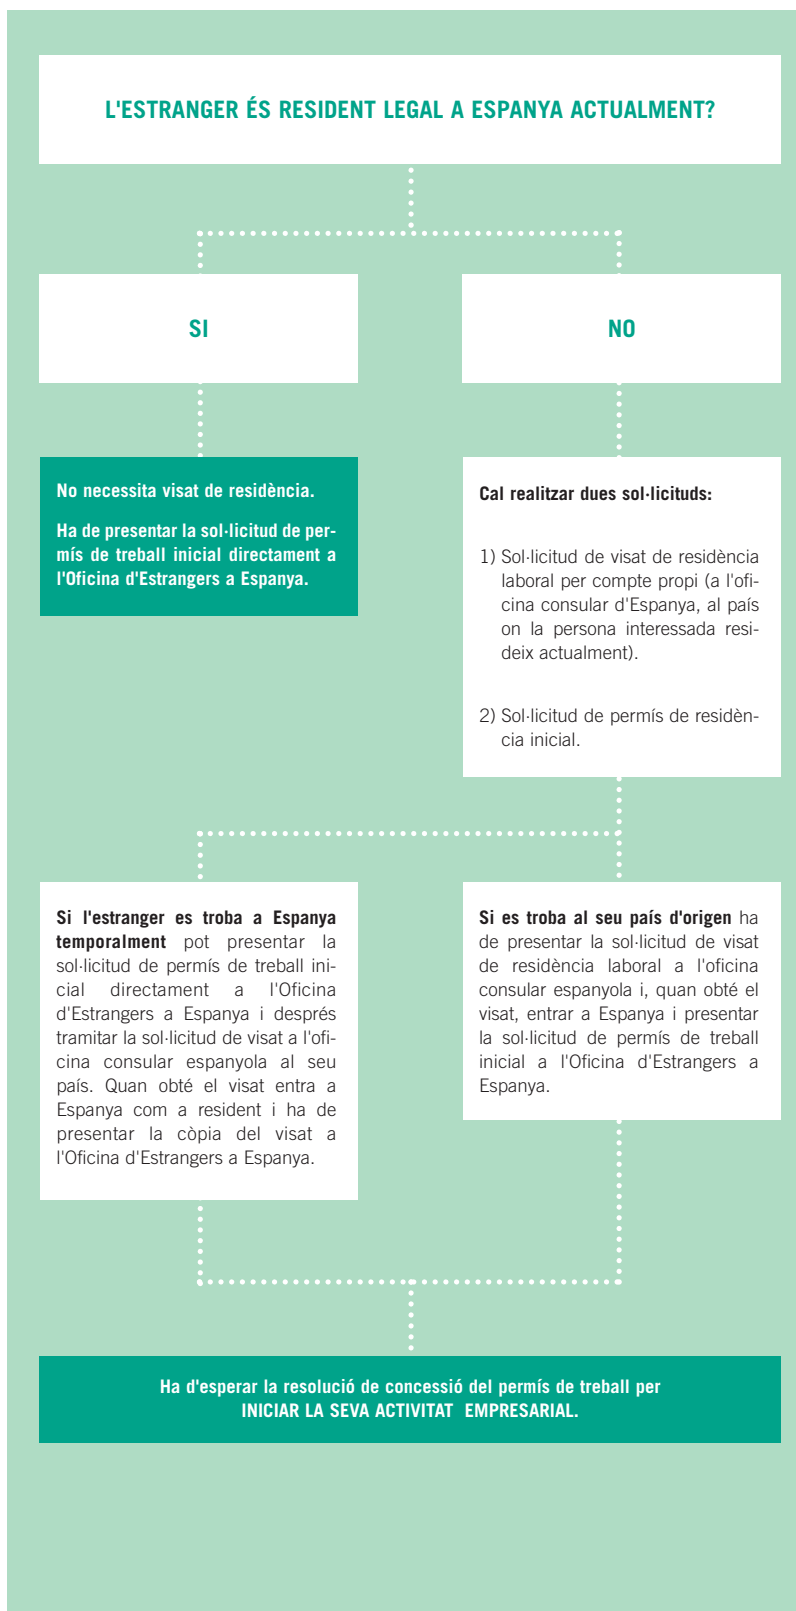 L'ESTRANGER ÉS RESIDENT LEGAL A ESPANYA ACTUALMENT?
SI
NO
No necessita visat de residència.
Ha de presentar la sol·licitud de per-
mís de treball inicial directament a
l'Oficina d'Estrangers a Espanya.
Cal realitzar dues sol·licituds:
1) Sol·licitud de visat de residència
laboral per compte propi (a l'ofi-
cina consular d'Espanya, al país
on la persona interessada resi-
deix actualment).
2) Sol·licitud de permís de residèn-
cia inicial.
Si l'estranger es troba a Espanya
temporalment pot presentar la
sol·licitud de permís de treball ini-
cial directament a l'Oficina
d'Estrangers a Espanya i després
tramitar la sol·licitud de visat a l'ofi-
cina consular espanyola al seu
país. Quan obté el visat entra a
Espanya com a resident i ha de
presentar la còpia del visat a
l'Oficina d'Estrangers a Espanya.
Si es troba al seu país d'origen ha
de presentar la sol·licitud de visat
de residència laboral a l'oficina
consular espanyola i, quan obté el
visat, entrar a Espanya i presentar
la sol·licitud de permís de treball
inicial a l'Oficina d'Estrangers a
Espanya.
Ha d'esperar la resolució de concessió del permís de treball per
INICIAR LA SEVA ACTIVITAT EMPRESARIAL.